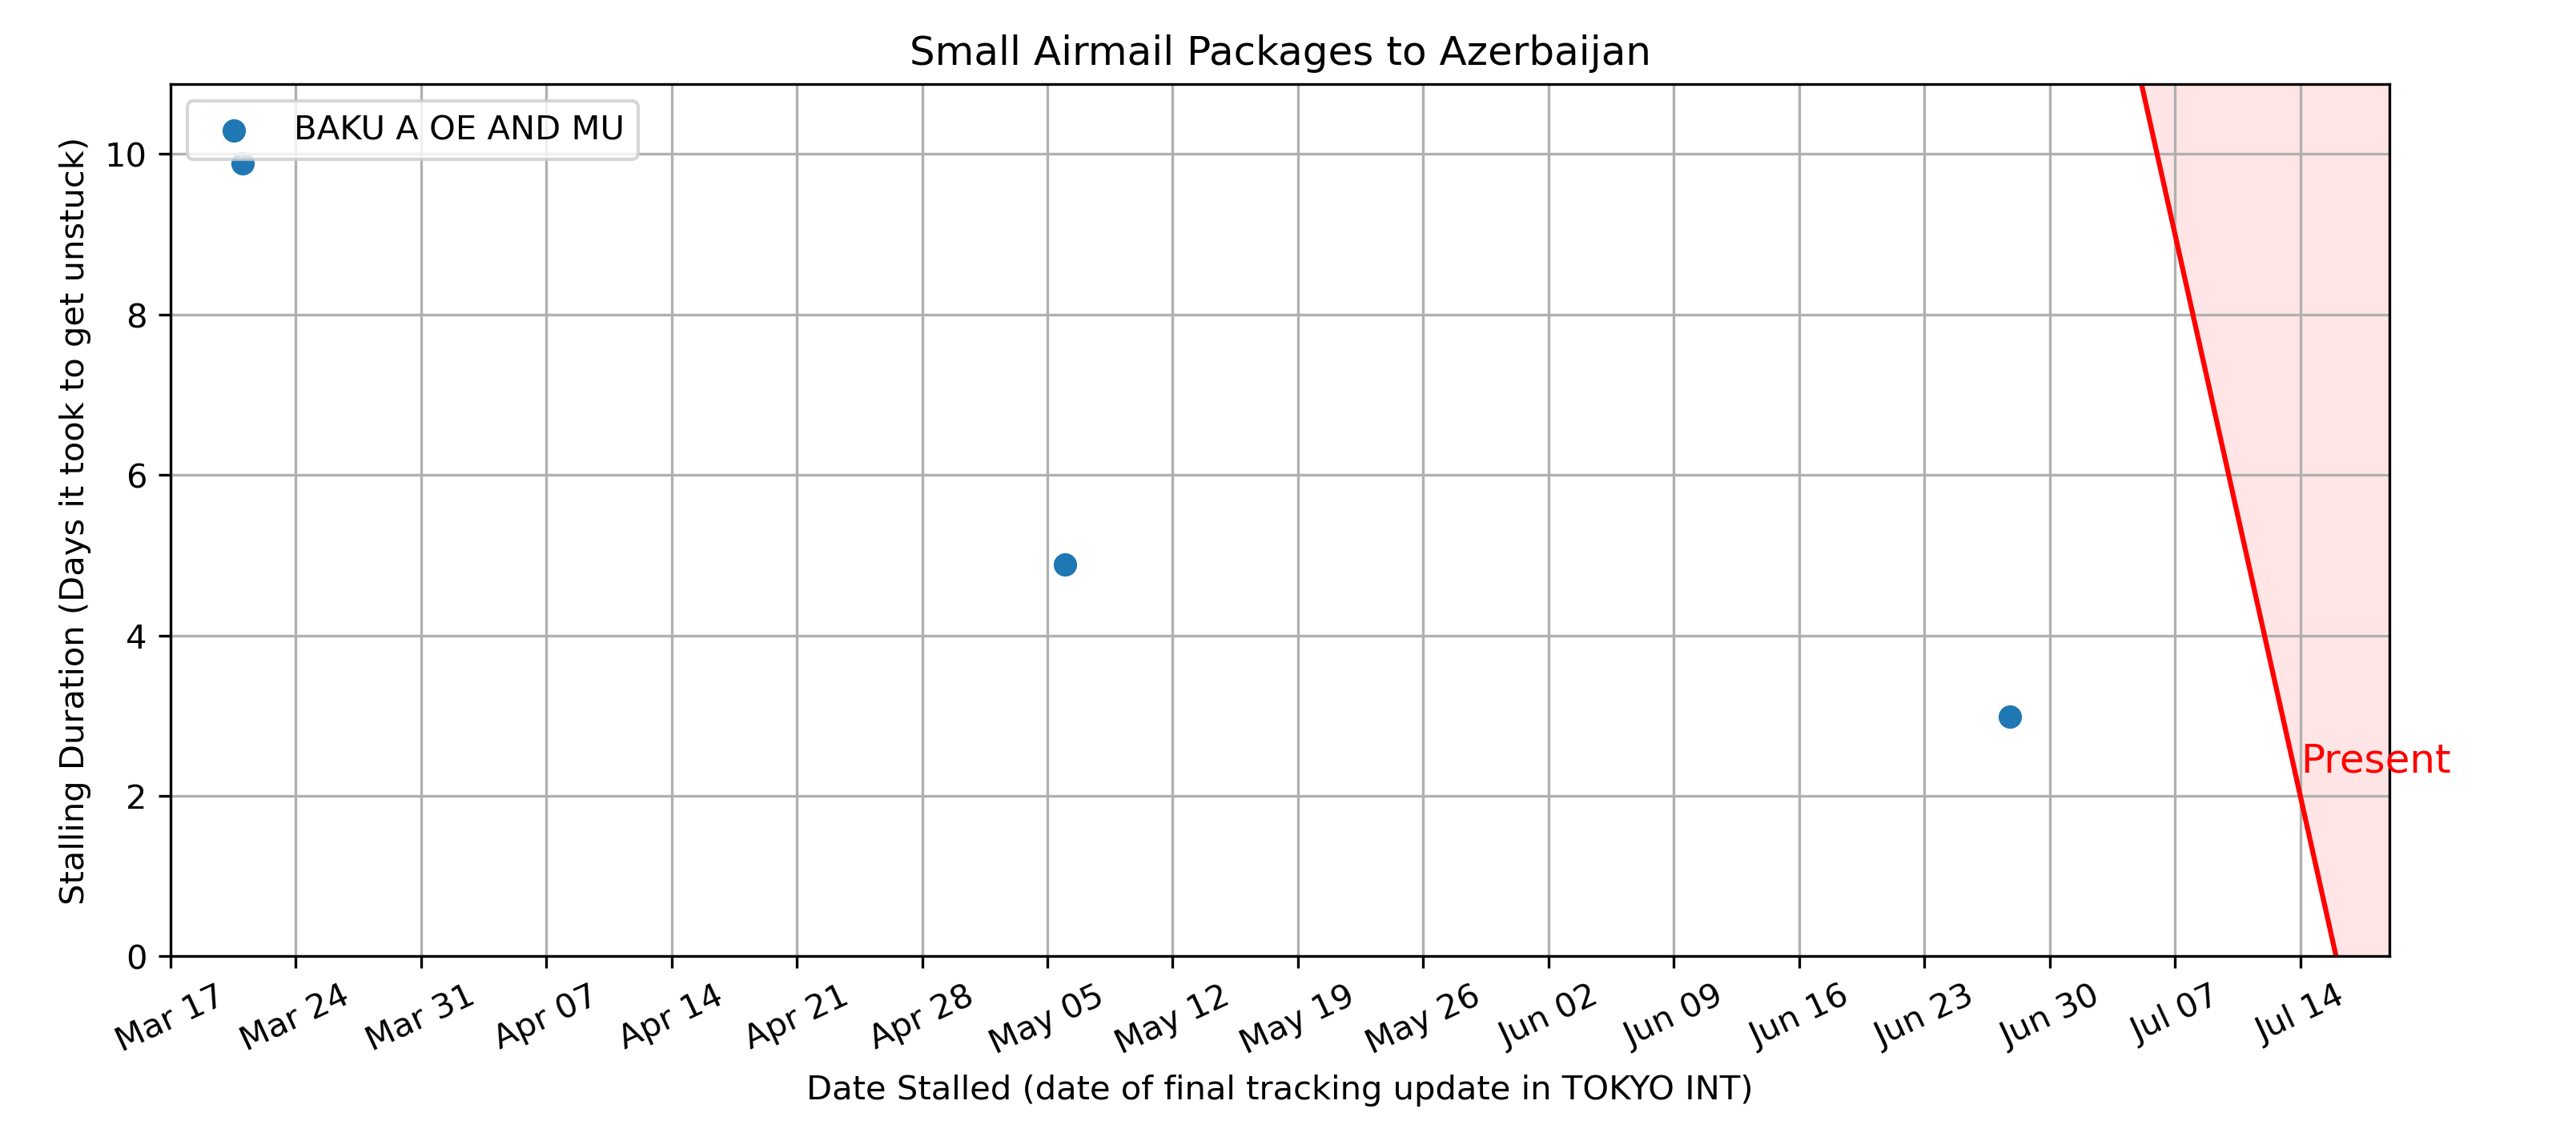 Small Airmail Packages to Azerbaijan
BAKU A OE AND MU
Stalling Duration (Days it took to get unstuck)
10
8
6
4
2
0
Present
Mar 17
Mar 24
Mar 31
Apr 07
Apr 14
Apr 21
Apr 28
May 05
May 12
May 19
May 26
Jun 02
Jun 09
Jun 16
Jun 23
Jun 30
Jul 07
Jul 14
Date Stalled (date of final tracking update in TOKYO INT)